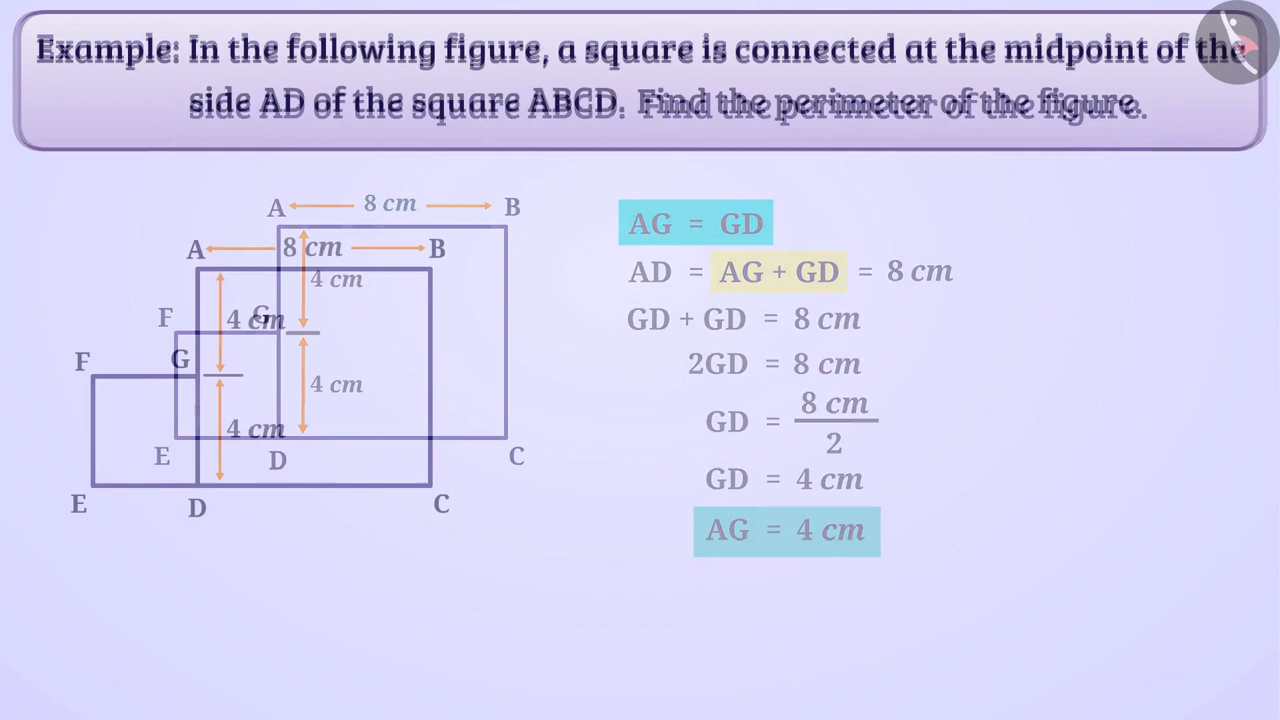 Example: In the following figure, a square is connected at the midpoint of the
side AD of the square ABCD. Find the perimeter of the figure.
A 8 cm B
A 8 cm B
4 cm
F G 4 cm
F G
4 cm
4 cm
E D C
E D C
AG = GD
AD = AG + GD = 8 cm
GD + GD = 8 cm
2GD = 8 cm
GD = 8 cm
2
GD = 4 cm
AG = 4 cm